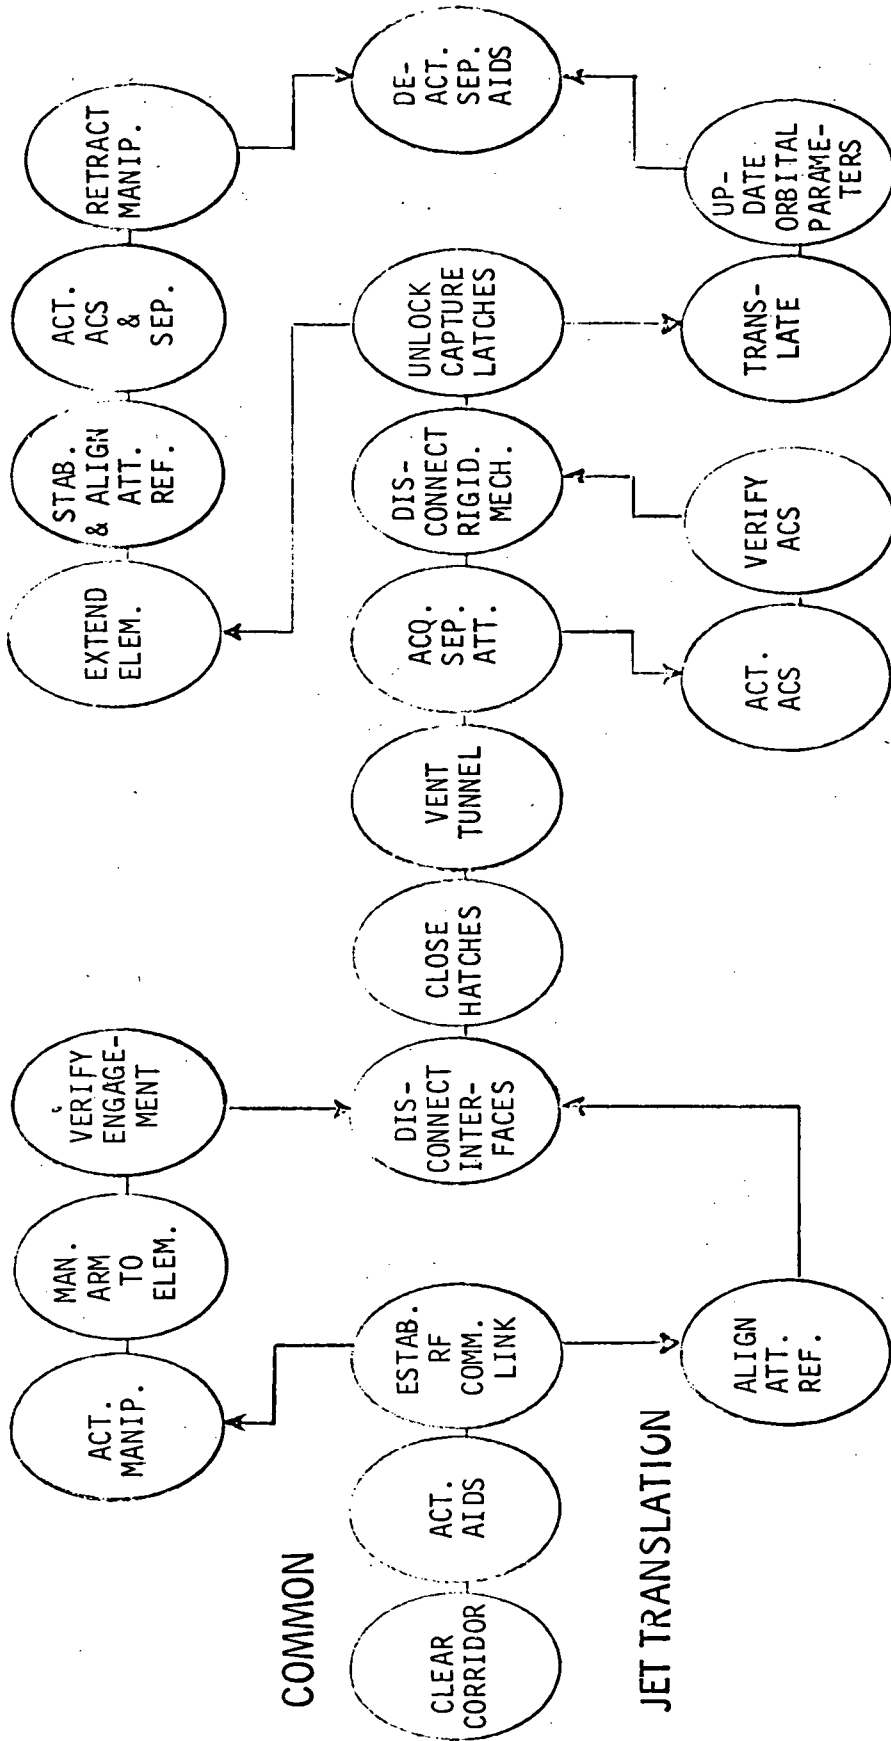 ACT.
MANIP.
MAN.
ARM
TO
ELEM.
VERIFY
ENGAGE-
MENT
EXTEND
ELEM.
STAB.
& ALIGN
ATT.
REF.
ACT.
ACS
&
SEP.
RETRACT
MANIP.
COMMON
CLEAR
CORRIDOR
ACT.
AIDS
ESTAB.
RF
COMM.
LINK
DIS-
CONNECT
INTER-
FACES
CLOSE
HATCHES
VENT
TUNNEL
ACQ.
SEP.
ATT.
DIS-
CONNECT
RIGID.
MECH.
UNLOCK
CAPTURE
LATCHES
DE-
ACT.
SEP.
AIDS
JET TRANSLATION
ALIGN
ATT.
REF.
ACT.
ACS
VERIFY
ACS
TRANS-
LATE
UP-
DATE
ORBITAL
PARAME-
TERS